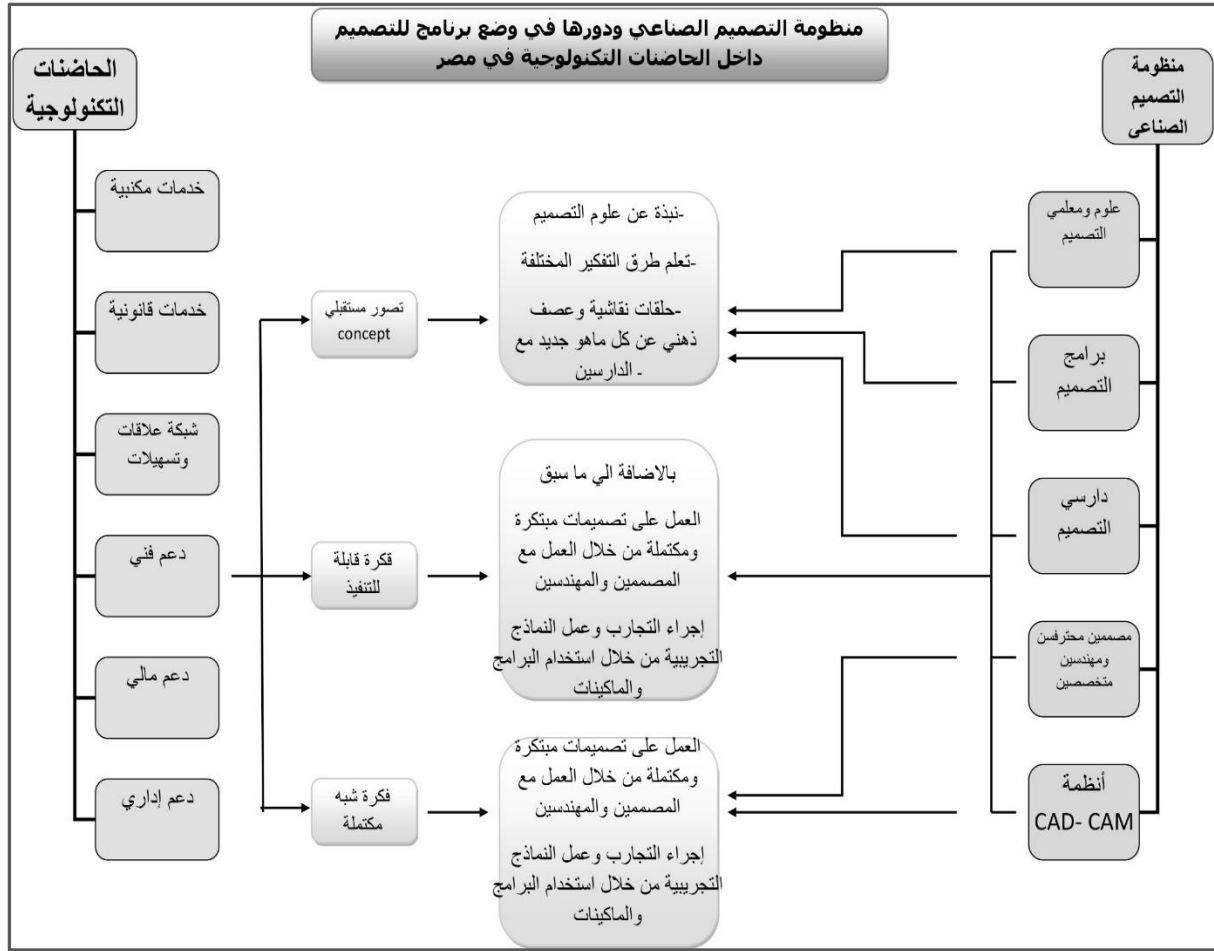 منظومة التصميم الصناعي ودورها في وضع برنامج للتصميم
داخل الحاضنات التكنولوجية في مصر
منظومة
التصميم
الصناعى
علوم ومعلمي
التصميم
برامج
التصميم
دارسي
التصميم
مصممين محترفسن
ومهندسين
متخصصين
أنظمة
CAD- CAM
-نبذة عن علوم التصميم
-تعلم طرق التفكير المختلفة
-حلقات نقاشية وعصف
ذهني عن كل ماهو جديد مع
- الدارسين
بالاضافة الي ما سبق
العمل على تصميمات مبتكرة
ومكتملة من خلال العمل مع
المصممين والمهندسين
إجراء التجارب وعمل النماذج
التجريبية من خلال استخدام البرامج
والماكينات
العمل على تصميمات مبتكرة
ومكتملة من خلال العمل مع
المصممين والمهندسين
إجراء التجارب وعمل النماذج
التجريبية من خلال استخدام البرامج
والماكينات
تصور مستقبلي
concept
فكرة قابلة
للتنفيذ
فكرة شبه
مكتملة
الحاضنات
التكنولوجية
خدمات مكتبية
خدمات قانونية
شبكة علاقات
وتسهيلات
دعم فني
دعم مالي
دعم إداري